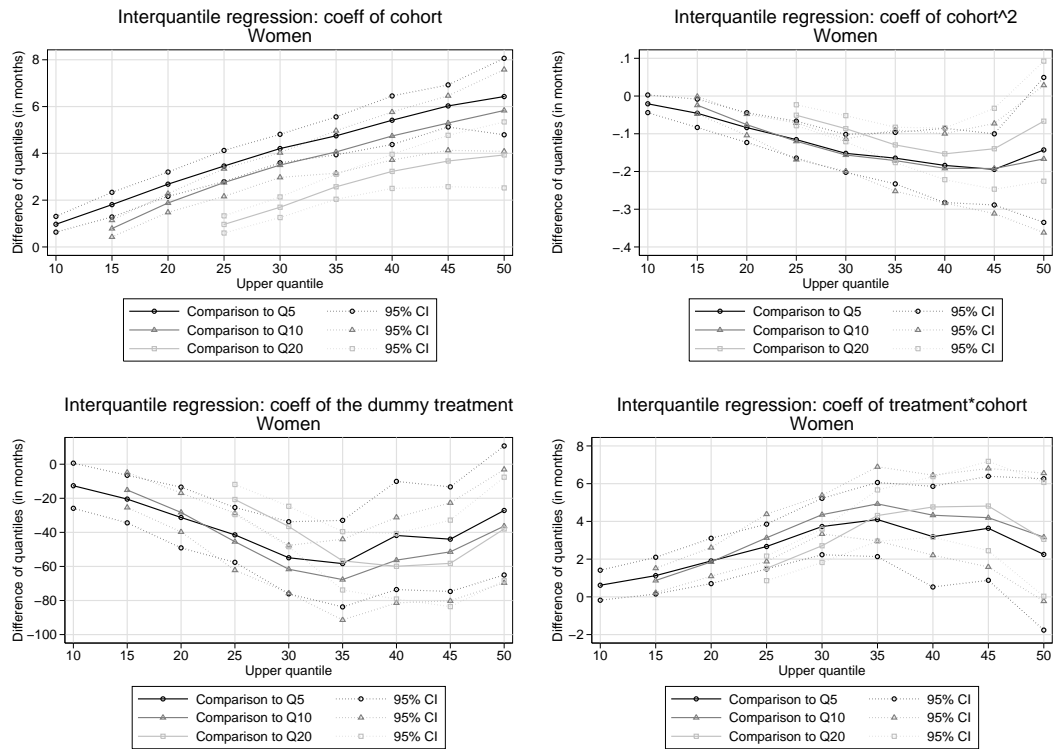 Interquantile regression: coeff of cohort
Women
Difference of quantiles (in months)
8
6
4
2
0
10 15 20 25 30 35 40 45 50
Upper quantile
Comparison to Q5 95% CI
Comparison to Q10 95% CI
Comparison to Q20 95% CI
Interquantile regression: coeff of cohort^2
Women
Difference of quantiles (in months)
.1
0
−.1
−.2
−.3
−.4
10 15 20 25 30 35 40 45 50
Upper quantile
Comparison to Q5 95% CI
Comparison to Q10 95% CI
Comparison to Q20 95% CI
Interquantile regression: coeff of the dummy treatment
Women
Difference of quantiles (in months)
0
−20
−40
−60
−80
−100
10 15 20 25 30 35 40 45 50
Upper quantile
Comparison to Q5 95% CI
Comparison to Q10 95% CI
Comparison to Q20 95% CI
Interquantile regression: coeff of treatment*cohort
Women
Difference of quantiles (in months)
8
6
4
2
0
−2
10 15 20 25 30 35 40 45 50
Upper quantile
Comparison to Q5 95% CI
Comparison to Q10 95% CI
Comparison to Q20 95% CI